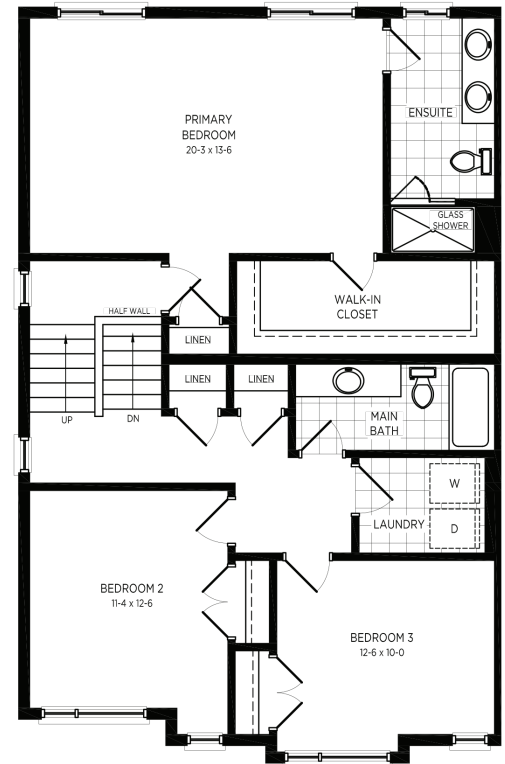 PRIMARY
BEDROOM
20-3 x 13-6
ENSUITE
GLASS
SHOWER
WALK-IN
CLOSET
HALF WALL
LINEN
LINEN
LINEN
UP
DN
MAIN
BATH
W
LAUNDRY
D
BEDROOM 2
11-4 x 12-6
BEDROOM 3
12-6 x 10-0